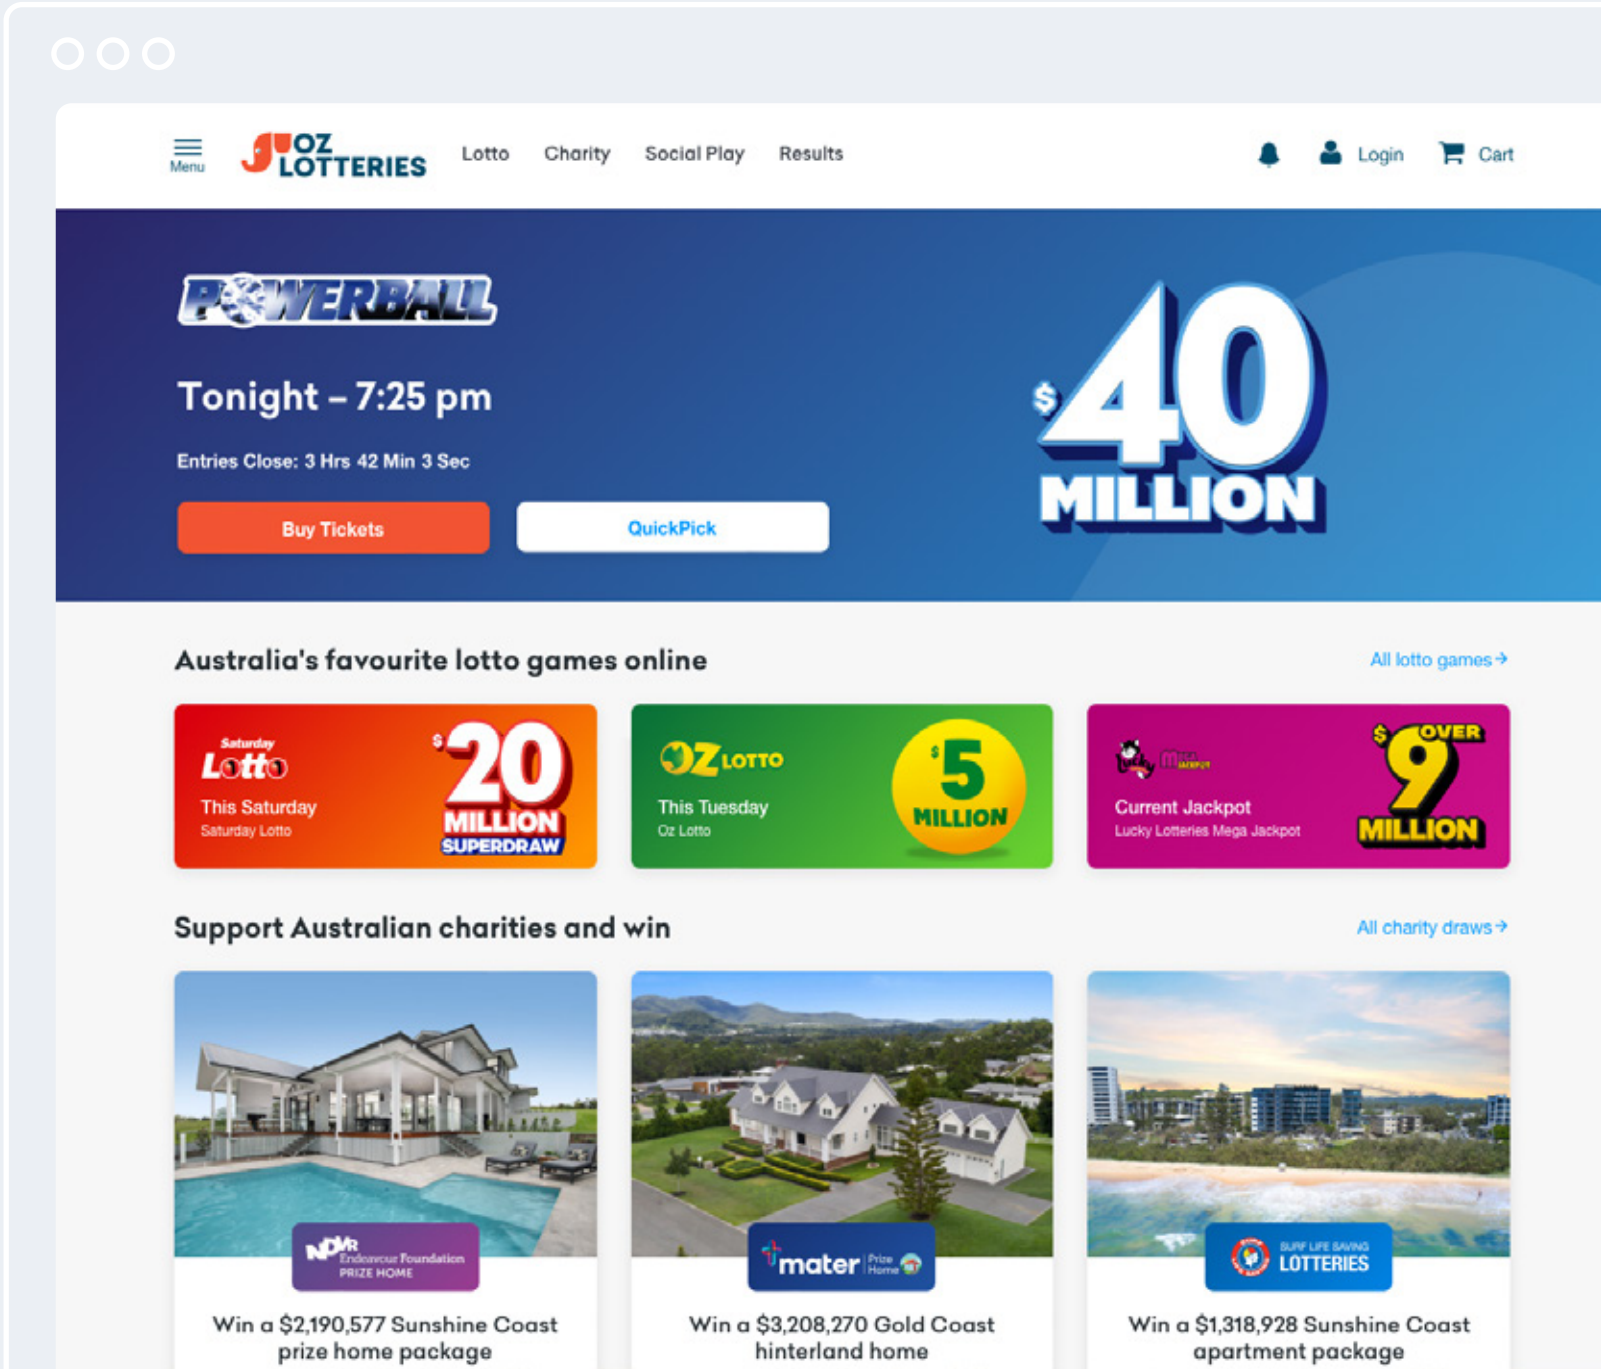 Menu
OZ
LOTTERIES
Lotto
Charity
Social Play
Results
Login
Cart
POWERBALL
Tonight – 7:25 pm
Entries Close: 3 Hrs 42 Min 3 Sec
Buy Tickets
QuickPick
$40
MILLION
Australia's favourite lotto games online
All lotto games→
Saturday
Lotto
This Saturday
Saturday Lotto
$20
MILLION
SUPERDRAW
OZ LOTTO
This Tuesday
Oz Lotto
$5
MILLION
Lucky
MEGA
JACKPOT
Current Jackpot
Lucky Lotteries Mega Jackpot
$ OVER
9
MILLION
Support Australian charities and win
All charity draws→
Endeavour Foundation
PRIZE HOME
Win a $2,190,577 Sunshine Coast
prize home package
mater Prize
Home
Win a $3,208,270 Gold Coast
hinterland home
SURF LIFE SAVING
LOTTERIES
Win a $1,318,928 Sunshine Coast
apartment package